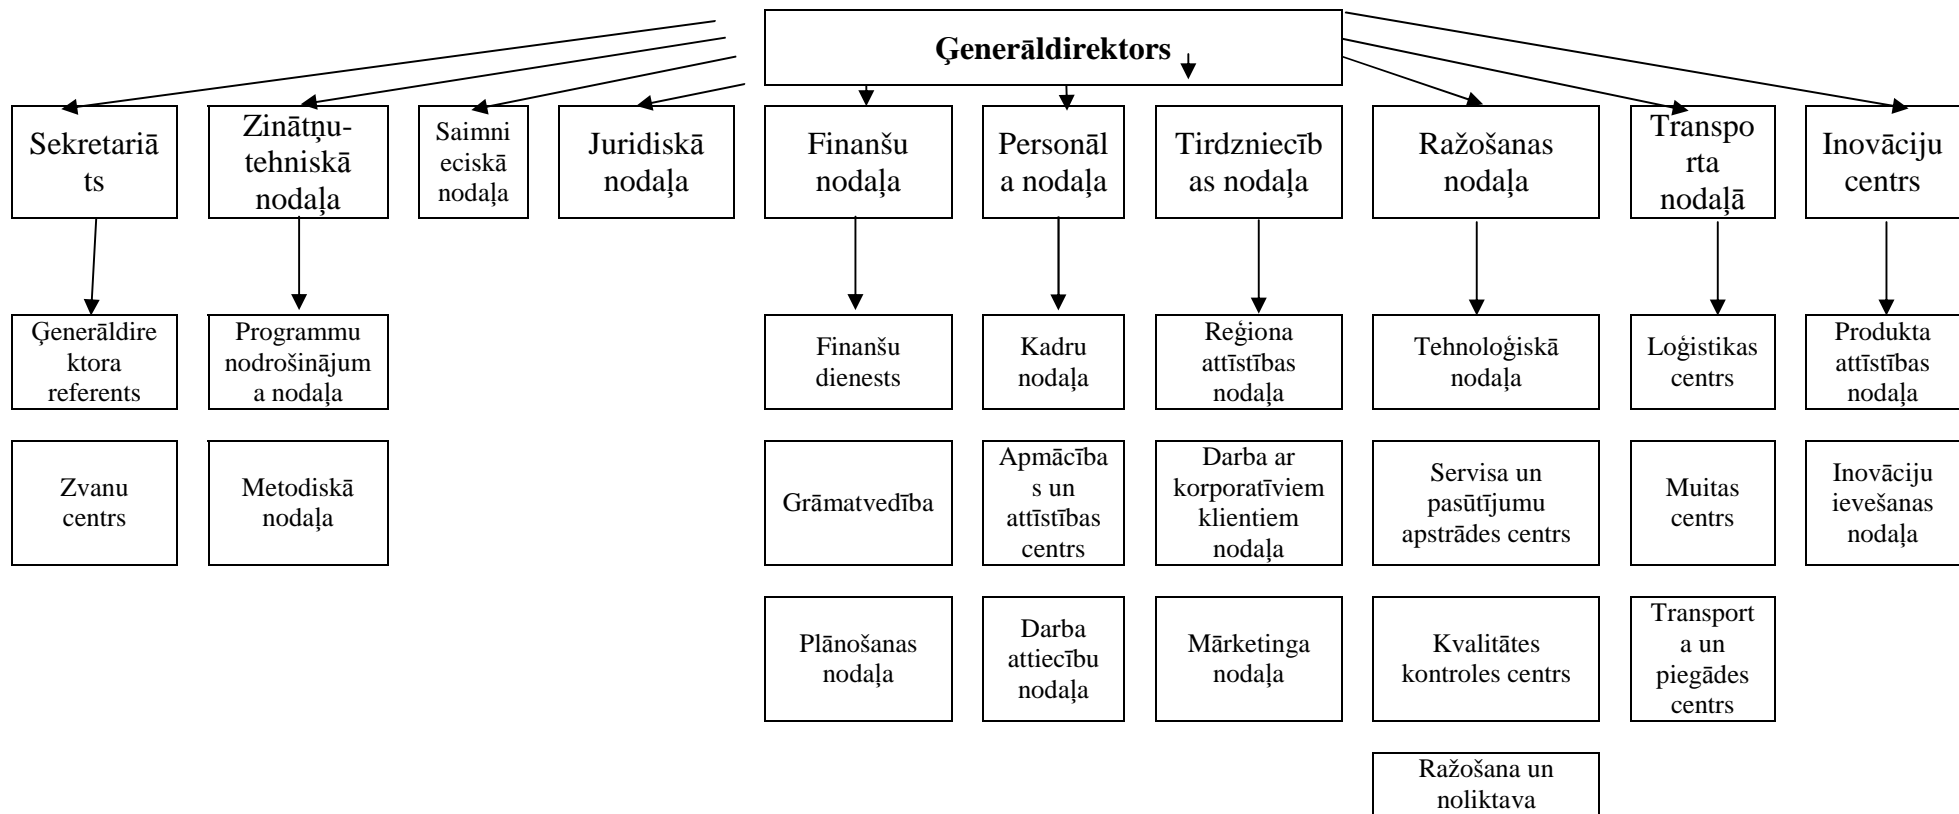 Ģenerāldirektors
Sekretariā
ts
Zinātņu-
tehniskā
nodaļa
Saimni
eciskā
nodaļa
Juridiskā
nodaļa
Finanšu
nodaļa
Personāl
a nodaļa
Tirdzniecīb
as nodaļa
Ražošanas
nodaļa
Transpo
rta
nodaļā
Inovāciju
centrs
Ģenerāldire
ktora
referents
Programmu
nodrošinājum
a nodaļa
Finanšu
dienests
Kadru
nodaļa
Reģiona
attīstības
nodaļa
Tehnoloģiskā
nodaļa
Loģistikas
centrs
Produkta
attīstības
nodaļa
Zvanu
centrs
Metodiskā
nodaļa
Grāmatvedība
Apmācība
s un
attīstības
centrs
Darba ar
korporatīviem
klientiem
nodaļa
Servisa un
pasūtījumu
apstrādes centrs
Muitas
centrs
Inovāciju
ievešanas
nodaļa
Plānošanas
nodaļa
Darba
attiecību
nodaļa
Mārketinga
nodaļa
Kvalitātes
kontroles centrs
Transport
a un
piegādes
centrs
Ražošana un
noliktava